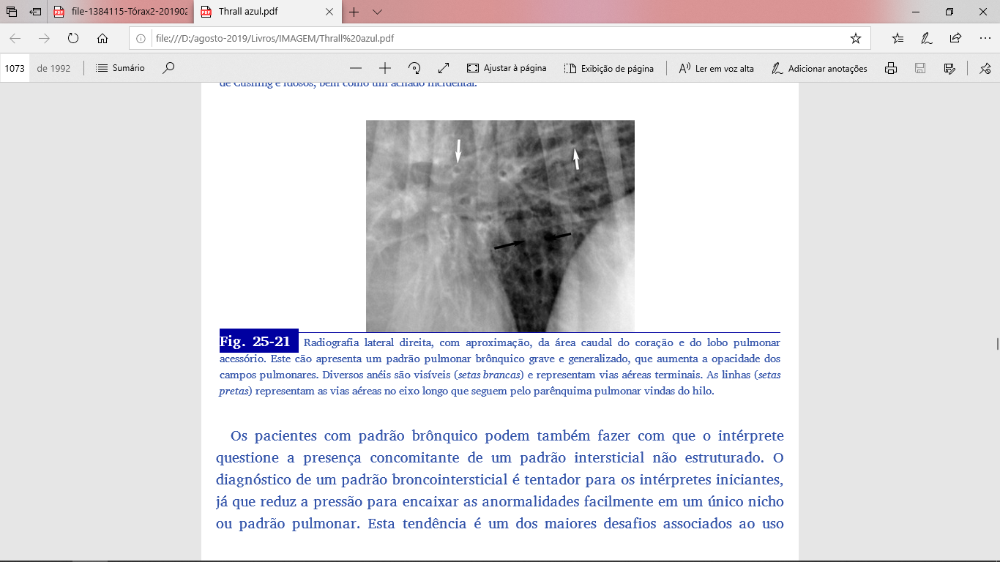 file-1384115-Tórax2-201902
Thrall azul.pdf
file:///D:/agosto-2019/Livros/IMAGEM/Thrall%20azul.pdf
1073 de 1992 Sumário Ajustar à página Exibição de página Ler em voz alta Adicionar anotações
de Cushing e idosos, bem como um achado incidental.
Fig. 25-21 Radiografia lateral direita, com aproximação, da área caudal do coração e do lobo pulmonar
acessório. Este cão apresenta um padrão pulmonar brônquico grave e generalizado, que aumenta a opacidade dos
campos pulmonares. Diversos anéis são visíveis (setas brancas) e representam vias aéreas terminais. As linhas (setas
pretas) representam as vias aéreas no eixo longo que seguem pelo parênquima pulmonar vindas do hilo.
Os pacientes com padrão brônquico podem também fazer com que o intérprete
questione a presença concomitante de um padrão intersticial não estruturado. O
diagnóstico de um padrão broncointersticial é tentador para os intérpretes iniciantes,
já que reduz a pressão para encaixar as anormalidades facilmente em um único nicho
ou padrão pulmonar. Esta tendência é um dos maiores desafios associados ao uso